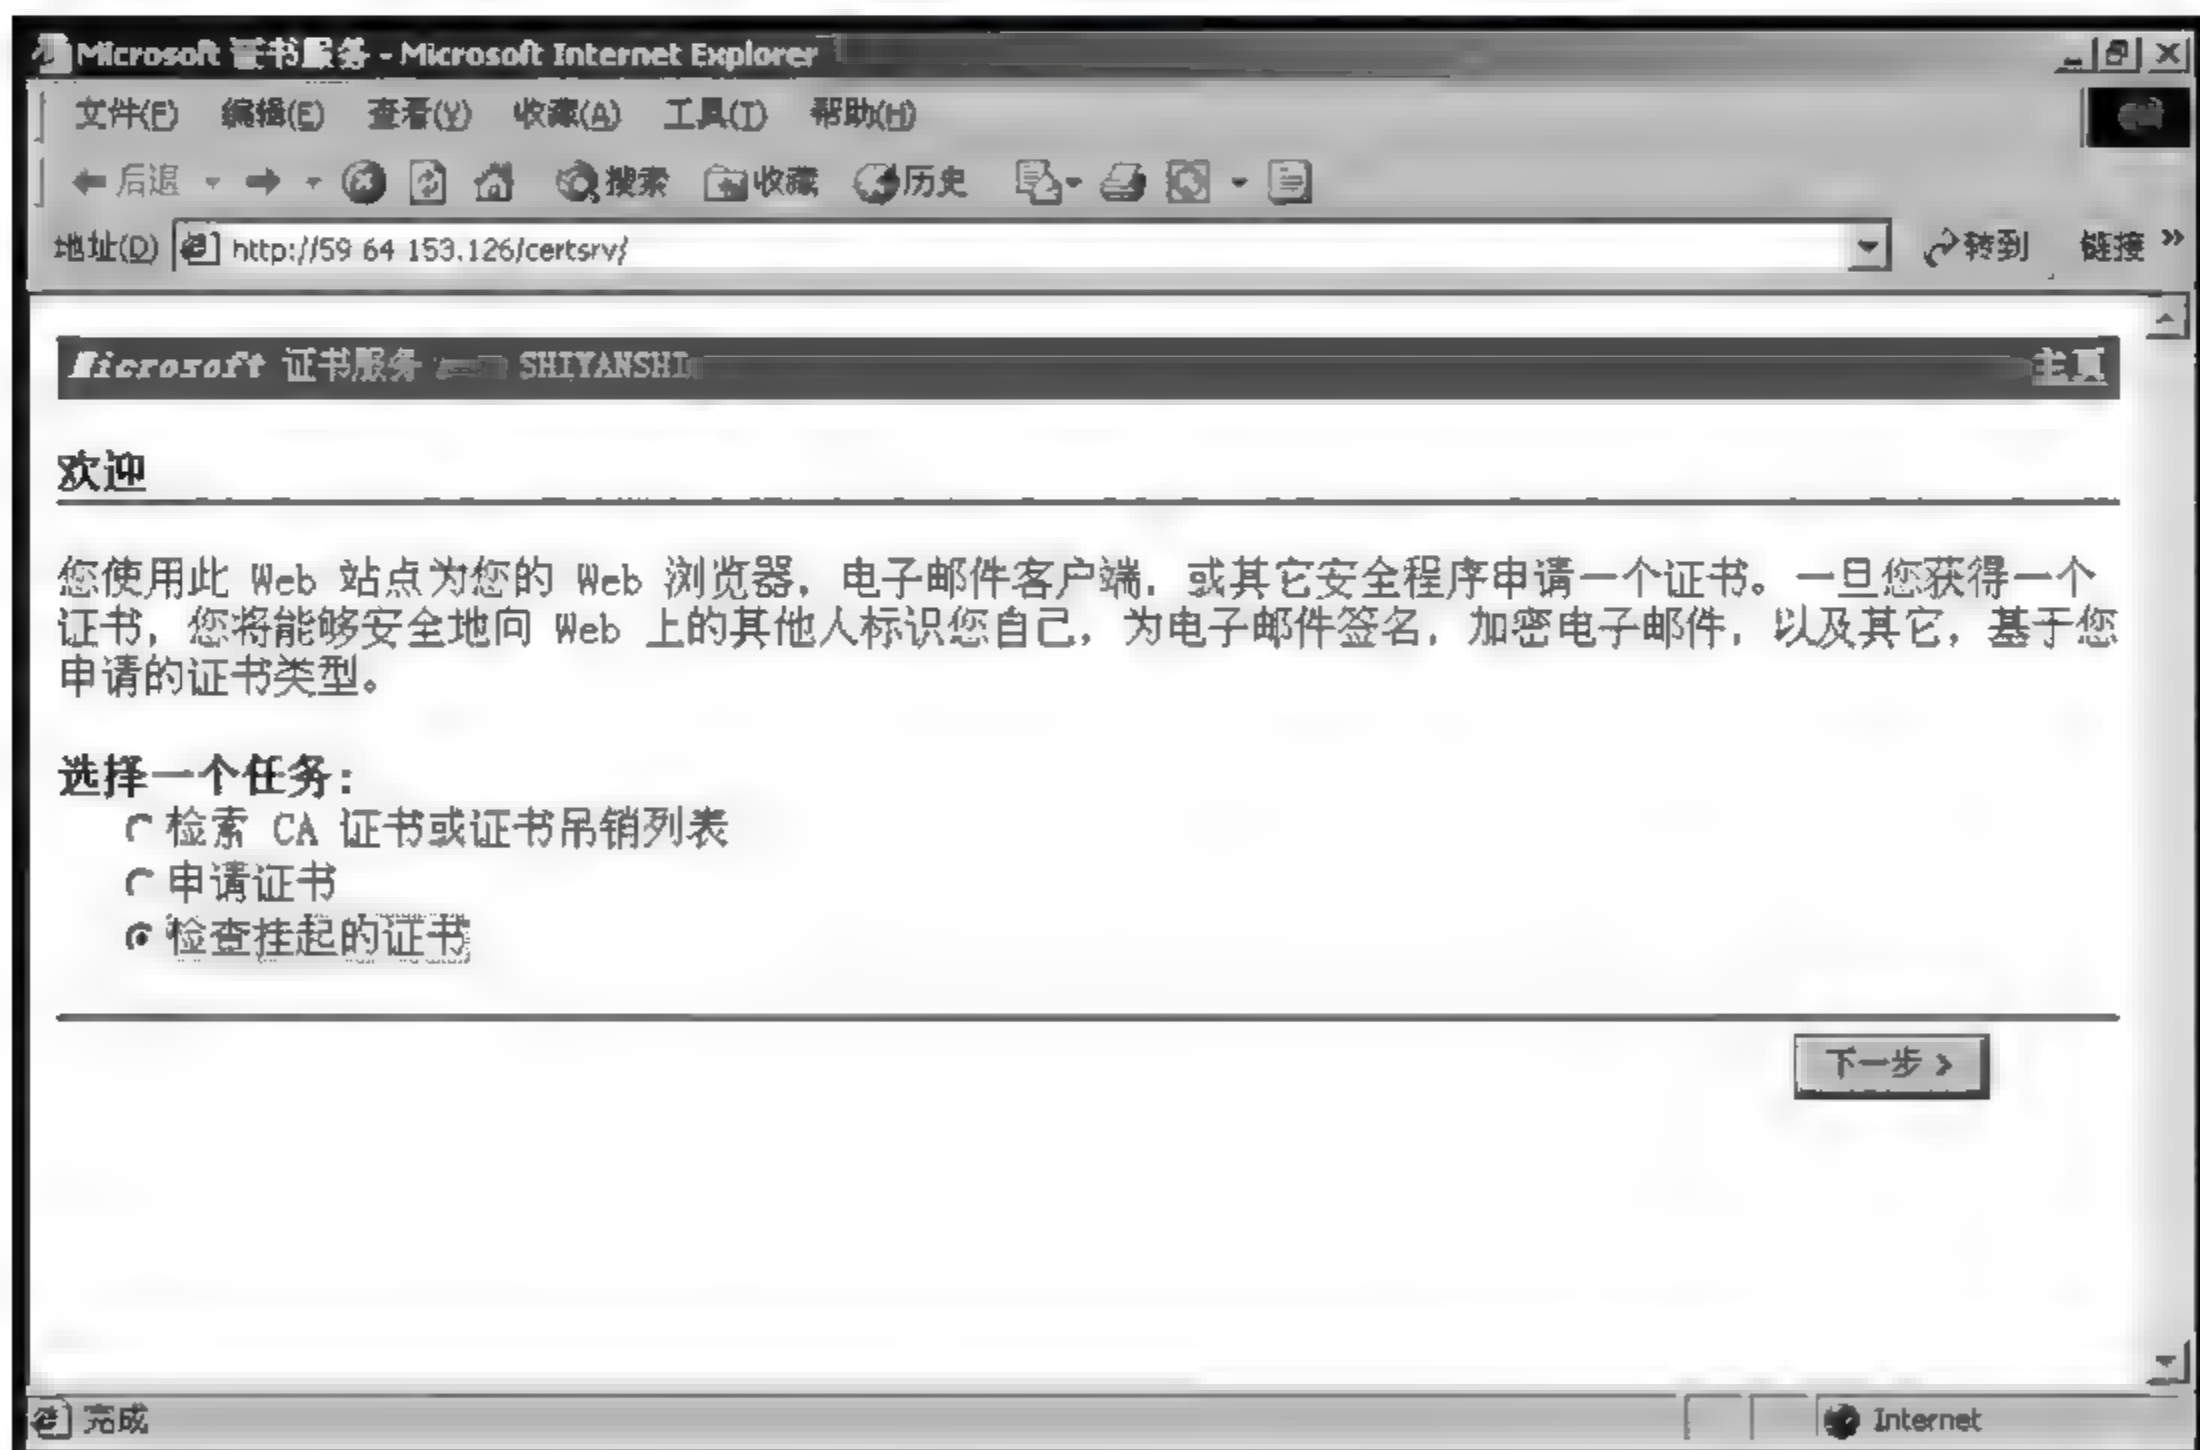 Microsoft 证书服务 - Microsoft Internet Explorer
文件(F) 编辑(E) 查看(V) 收藏(A) 工具(T) 帮助(H)
后退 搜索 收藏 历史
地址(D) http://59 64 153.126/certsrv/ 转到 链接 »
Microsoft 证书服务 SHIYANSHI 主页
欢迎
您使用此 Web 站点为您的 Web 浏览器，电子邮件客户端，或其它安全程序申请一个证书。一旦您获得一个
证书，您将能够安全地向 Web 上的其他人标识您自己，为电子邮件签名，加密电子邮件，以及其它，基于您
申请的证书类型。
选择一个任务：
检索 CA 证书或证书吊销列表
申请证书
检查挂起的证书
下一步 >
完成 Internet